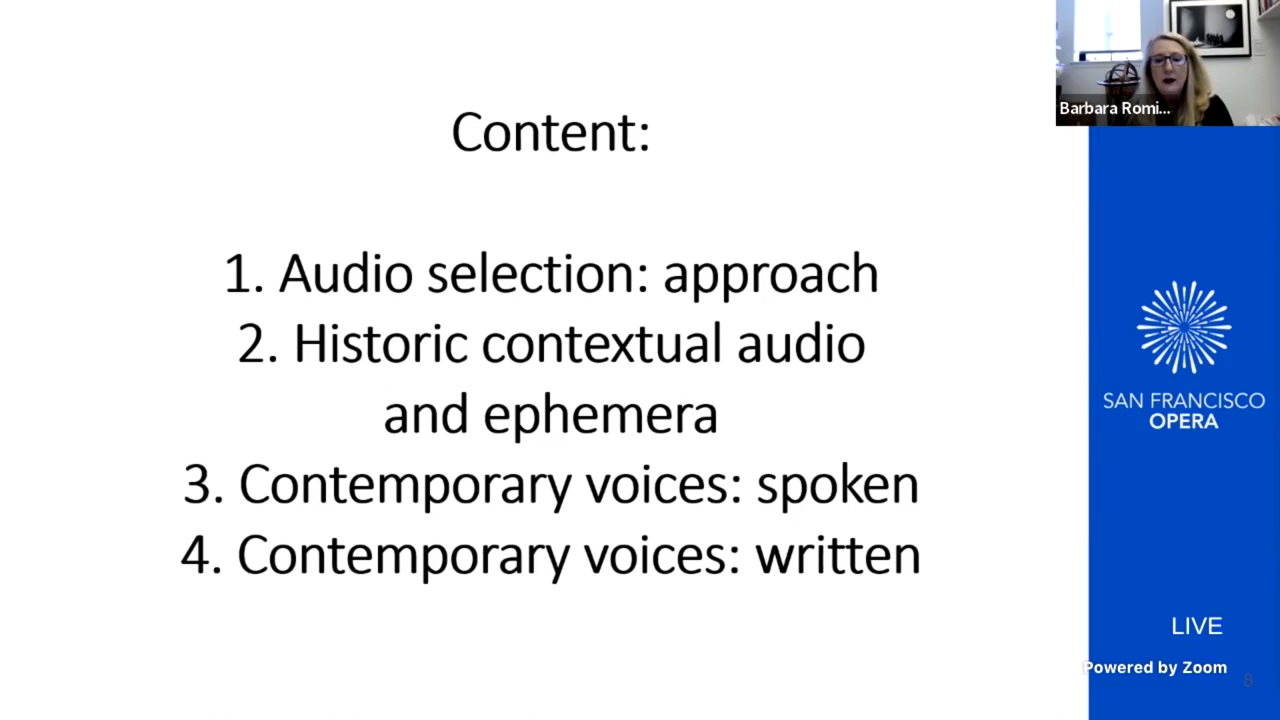 Barbara Romi...
Content:
1. Audio selection: approach
2. Historic contextual audio
and ephemera
3. Contemporary voices: spoken
4. Contemporary voices: written
SAN FRANCISCO
OPERA
LIVE
Powered by Zoom
8